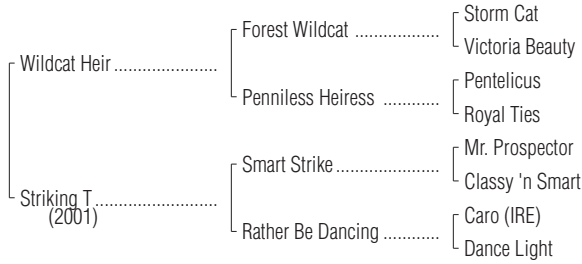 Storm Cat
Forest Wildcat ..................
Victoria Beauty
Wildcat Heir ......................
Pentelicus
Penniless Heiress ............
Royal Ties
Mr. Prospector
Smart Strike ......................
Classy 'n Smart
Striking T..........................
(2001)
Caro (IRE)
Rather Be Dancing ............
Dance Light